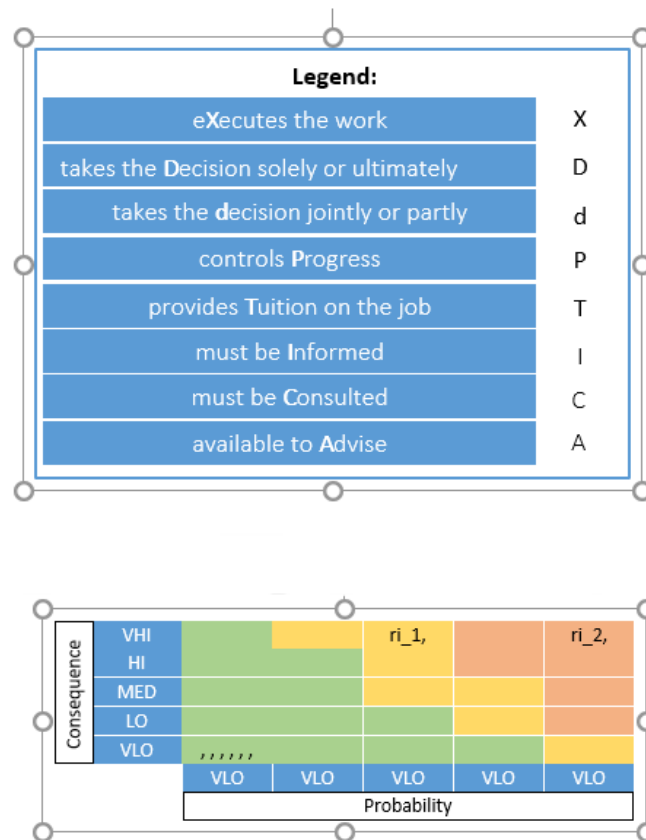 Legend:
eXecutes the work X
takes the Decision solely or ultimately D
takes the decision jointly or partly d
controls Progress P
provides Tuition on the job T
must be Informed I
must be Consulted C
available to Advise A
Consequence
VHI ri_1, ri_2,
HI
MED
LO
VLO , , , , , ,
VLO VLO VLO VLO VLO
Probability